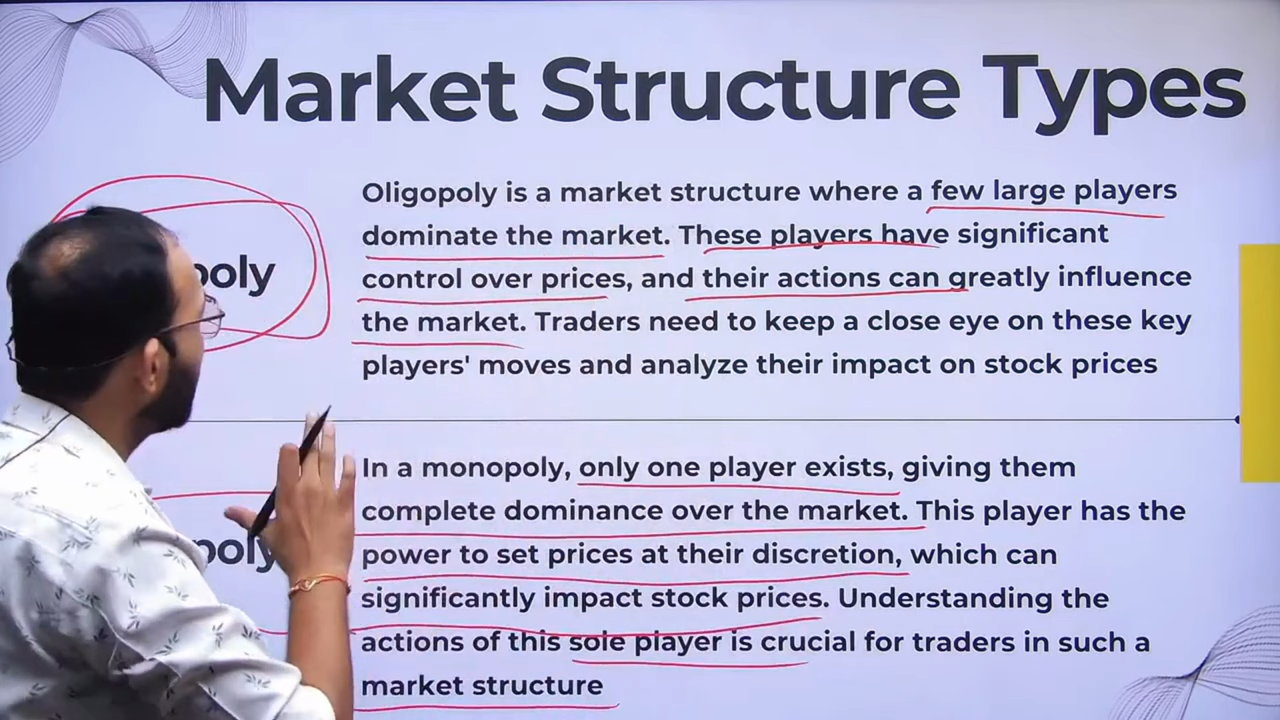 Market Structure Types
poly
Oligopoly is a market structure where a few large players
dominate the market. These players have significant
control over prices, and their actions can greatly influence
the market. Traders need to keep a close eye on these key
players' moves and analyze their impact on stock prices
poly
In a monopoly, only one player exists, giving them
complete dominance over the market. This player has the
power to set prices at their discretion, which can
significantly impact stock prices. Understanding the
actions of this sole player is crucial for traders in such a
market structure